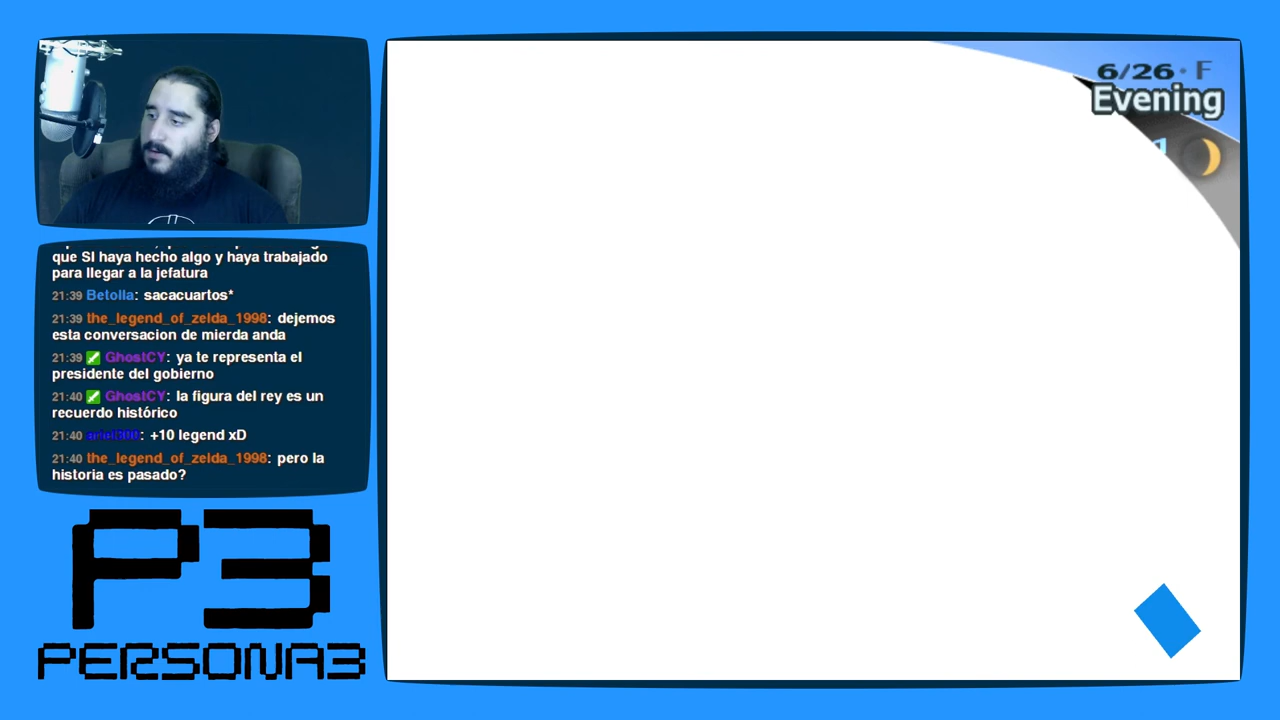 6/26 · F
Evening
que SI haya hecho algo y haya trabajado
para llegar a la jefatura
21:39 Betolla: sacacuartos*
21:39 the_legend_of_zelda_1998: dejemos
esta conversacion de mierda anda
21:39 GhostCY: ya te representa el
presidente del gobierno
21:40 GhostCY: la figura del rey es un
recuerdo histórico
21:40 : +10 legend xD
21:40 the_legend_of_zelda_1998: pero la
historia es pasado?
P3
PERSONA3